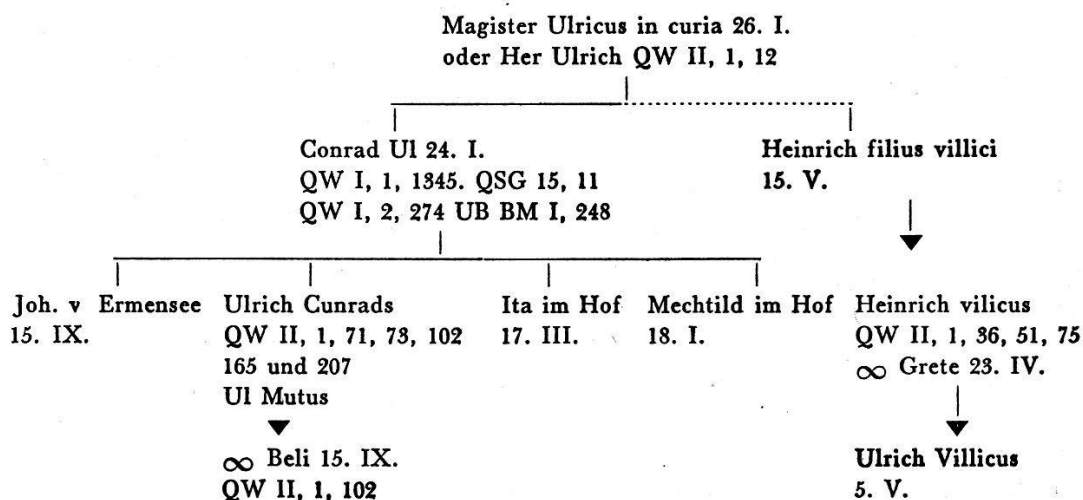 Magister Ulricus in curia 26. I.
oder Her Ulrich QW II, 1, 12
Conrad Ul 24. I.
QW I, 1, 1345. QSG 15, 11
QW I, 2, 274 UB BM I, 248
Heinrich filius villici
15. V.
Joh. v Ermensee
15. IX.
Ulrich Cunrads
QW II, 1, 71, 73, 102
165 und 207
Ul Mutus
∞ Beli 15. IX.
QW II, 1, 102
Ita im Hof
17. III.
Mechtild im Hof
18. I.
Heinrich vilicus
QW II, 1, 36, 51, 75
∞ Grete 23. IV.
Ulrich Villicus
5. V.